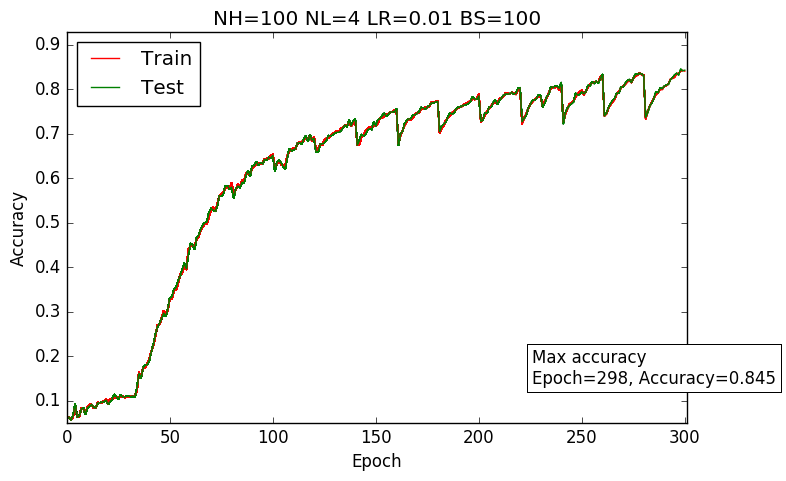 NH=100 NL=4 LR=0.01 BS=100
0.9
0.8
0.7
0.6
0.5
0.4
0.3
0.2
0.1
Accuracy
Train
Test
Max accuracy
Epoch=298, Accuracy=0.845
0 50 100 150 200 250 300
Epoch